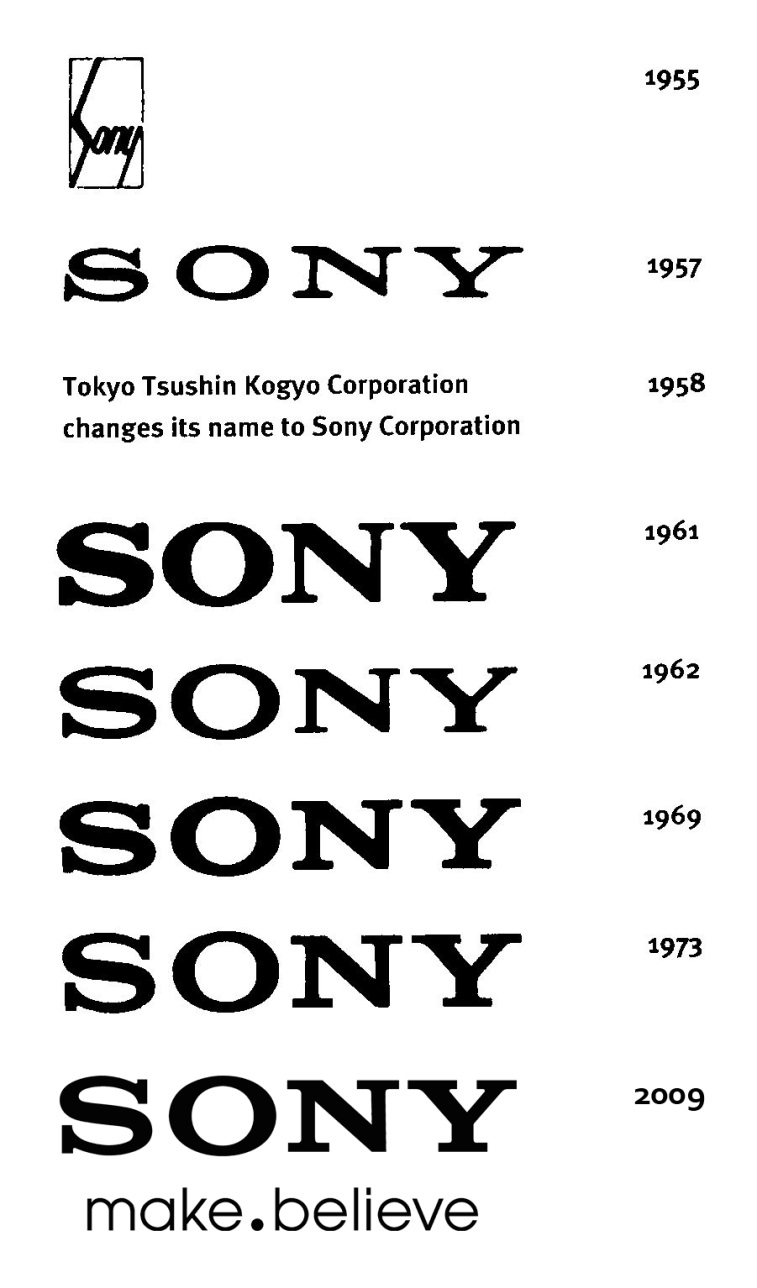 Sony 1955
SONY 1957
Tokyo Tsushin Kogyo Corporation 1958
changes its name to Sony Corporation
SONY 1961
SONY 1962
SONY 1969
SONY 1973
SONY 2009
make.believe